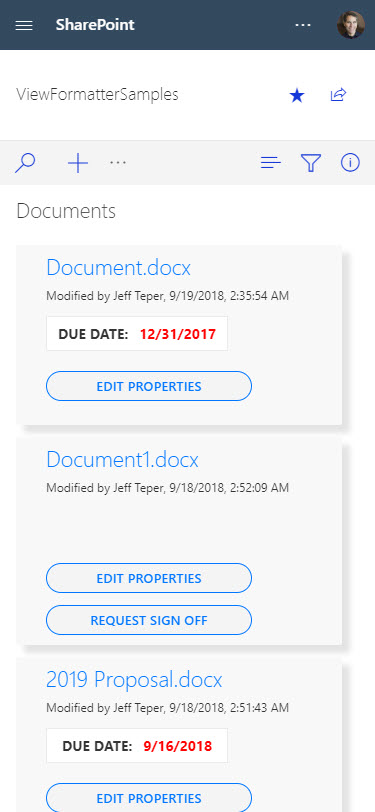 SharePoint
ViewFormatterSamples
Documents
Document.docx
Modified by Jeff Teper, 9/19/2018, 2:35:54 AM
DUE DATE: 12/31/2017
EDIT PROPERTIES
Document1.docx
Modified by Jeff Teper, 9/18/2018, 2:52:09 AM
EDIT PROPERTIES
REQUEST SIGN OFF
2019 Proposal.docx
Modified by Jeff Teper, 9/18/2018, 2:51:43 AM
DUE DATE: 9/16/2018
EDIT PROPERTIES